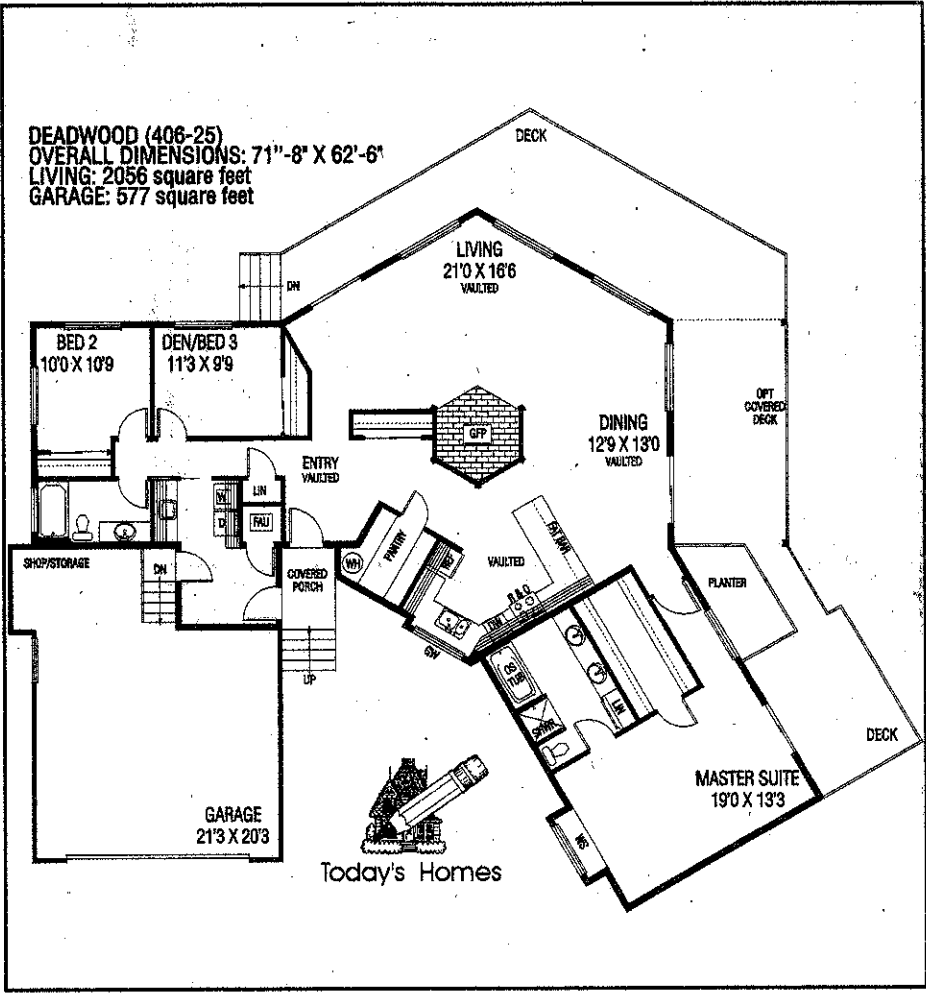 DEADWOOD (406-25)
OVERALL DIMENSIONS: 71"-8" X 62'-6"
LIVING: 2056 square feet
GARAGE: 577 square feet
DECK
LIVING
21'0 X 16'6
VAULTED
DN
BED 2
10'0 X 10'9
DEN/BED 3
11'3 X 9'9
OPT
COVERED
DECK
GFP
DINING
12'9 X 13'0
VAULTED
ENTRY
VAULTED
LIN
W
D
FAU
SHOP/STORAGE
DN
COVERED
PORCH
UP
WH
PANTRY
VAULTED
EAT BAR
R & O
DW
GW
PLANTER
OS
TUB
SHWR
LIN
DECK
MASTER SUITE
19'0 X 13'3
WS
GARAGE
21'3 X 20'3
Today's Homes